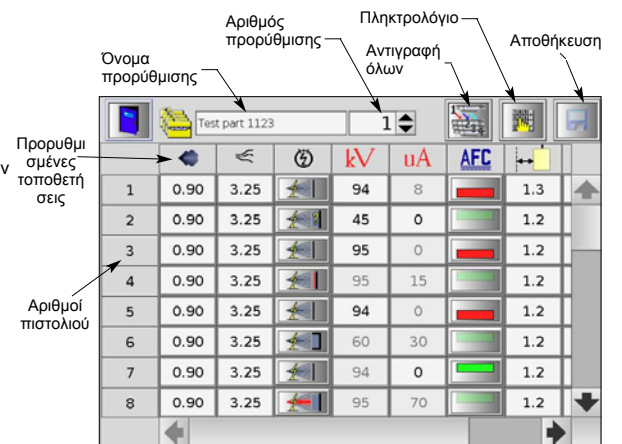 Αριθμός
προρύθμισης
Πληκτρολόγιο
Αντιγραφή
όλων
Αποθήκευση
Όνομα
προρύθμισης
Test part 1123
1
Προρυθμι
σμένες
τοποθετή
σεις
ν
kV uA AFC
1 0.90 3.25 94 8 1.3
2 0.90 3.25 ? 45 0 1.2
3 0.90 3.25 95 0 1.2
4 0.90 3.25 95 15 1.2
5 0.90 3.25 94 0 1.2
6 0.90 3.25 60 30 1.2
7 0.90 3.25 94 0 1.2
8 0.90 3.25 95 70 1.2
Αριθμοί
πιστολιού